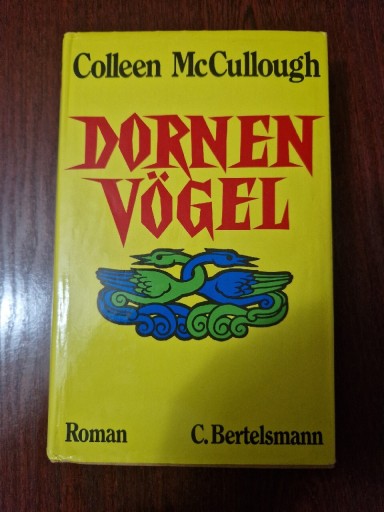 Colleen McCullough
DORNEN
VÖGEL
Roman
C. Bertelsmann